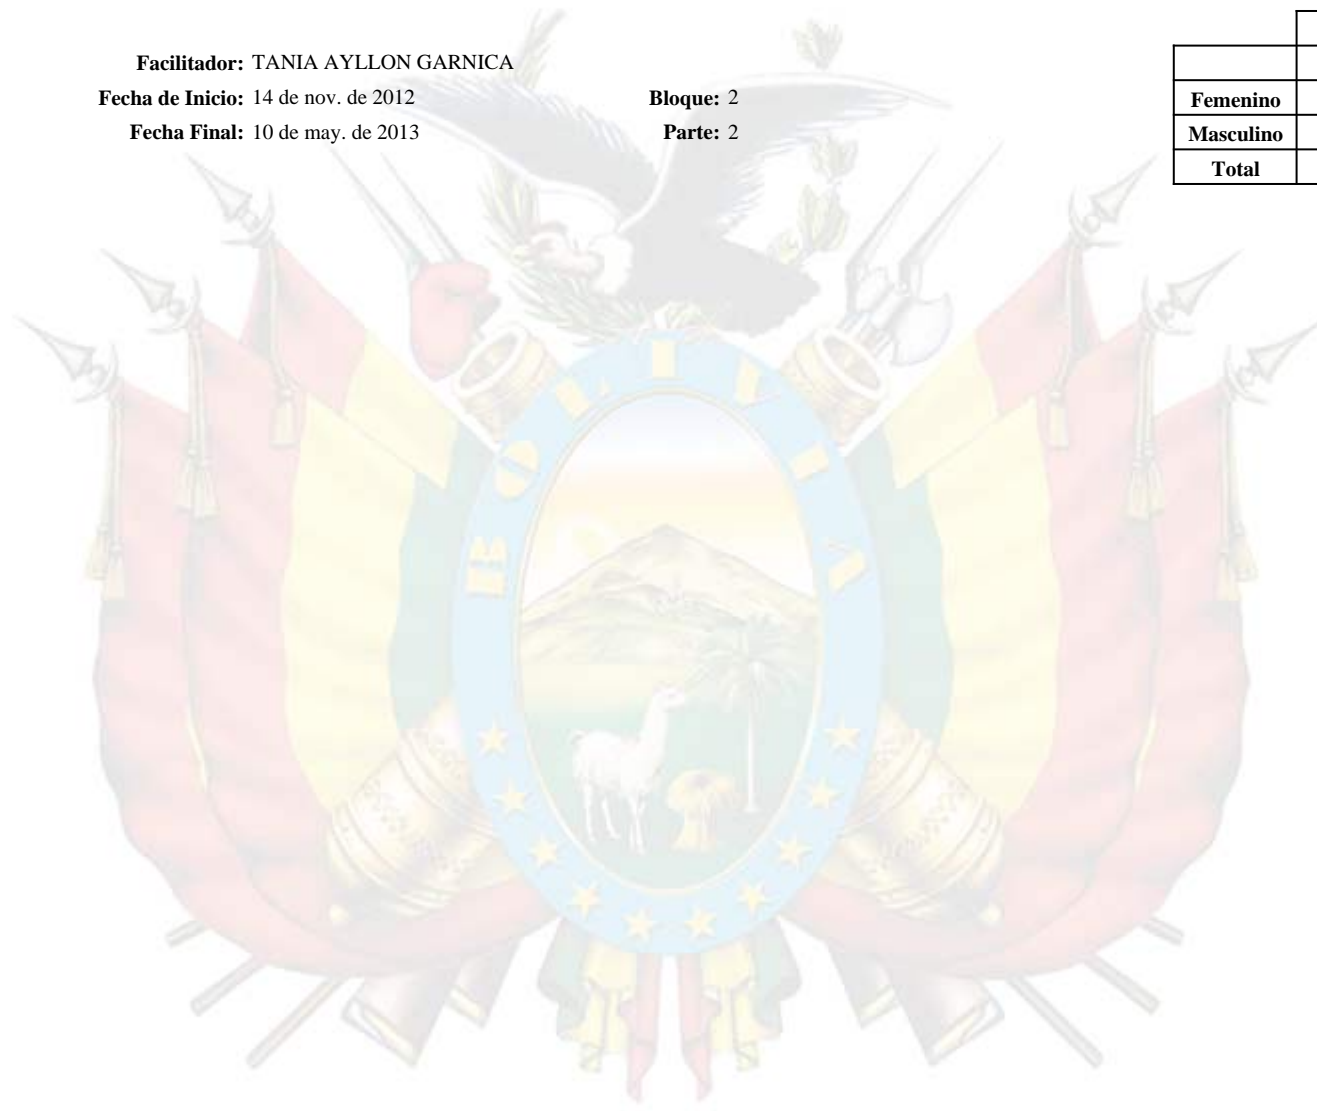 Facilitador: TANIA AYLLON GARNICA
Fecha de Inicio: 14 de nov. de 2012 Bloque: 2
Fecha Final: 10 de may. de 2013 Parte: 2
Femenino
Masculino
Total
BOLIVIA